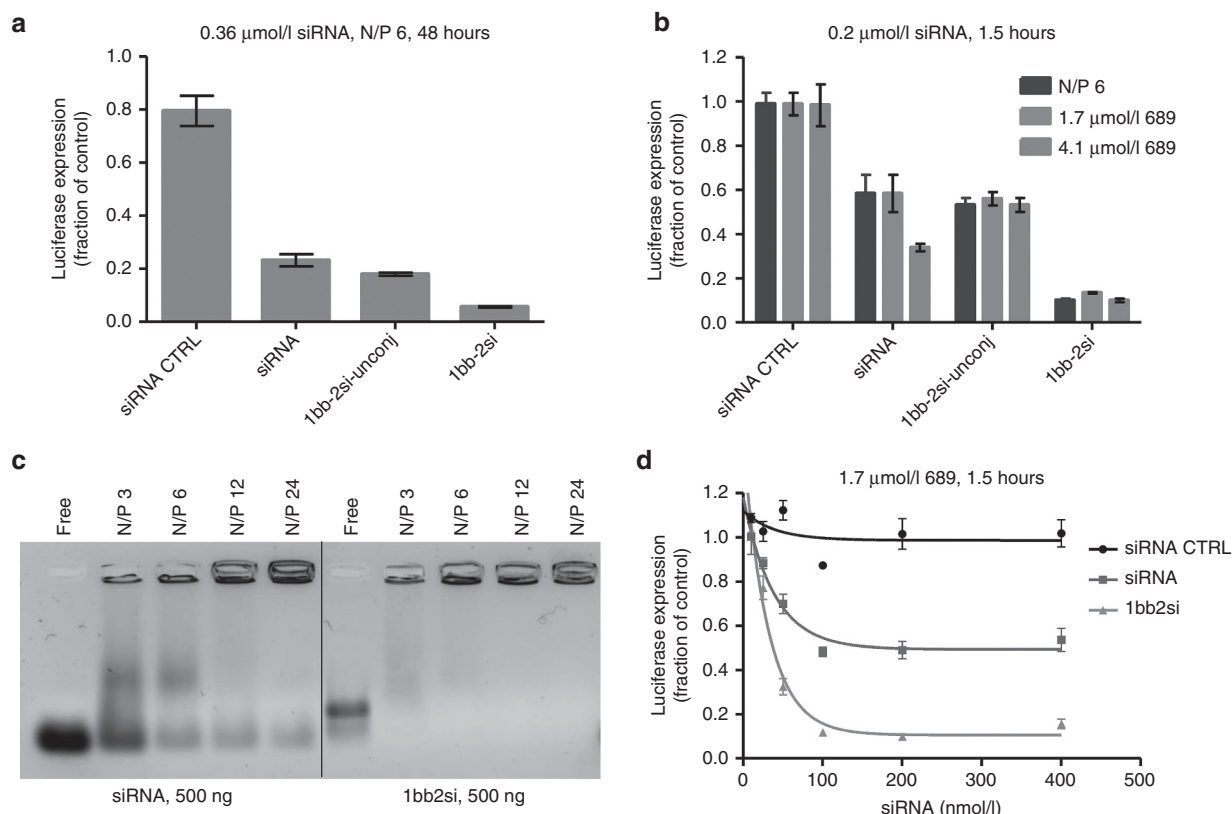 a
0.36 μmol/l siRNA, N/P 6, 48 hours
Luciferase expression
(fraction of control)
1.0
0.8
0.6
0.4
0.2
0.0
siRNA CTRL
siRNA
1bb-2si-unconj
1bb-2si
b
0.2 μmol/l siRNA, 1.5 hours
Luciferase expression
(fraction of control)
1.2
1.0
0.8
0.6
0.4
0.2
0.0
N/P 6
1.7 μmol/l 689
4.1 μmol/l 689
siRNA CTRL
siRNA
1bb-2si-unconj
1bb-2si
c
Free
N/P 3
N/P 6
N/P 12
N/P 24
Free
N/P 3
N/P 6
N/P 12
N/P 24
siRNA, 500 ng
1bb2si, 500 ng
d
1.7 μmol/l 689, 1.5 hours
Luciferase expression
(fraction of control)
1.2
1.0
0.8
0.6
0.4
0.2
0.0
0
100
200
300
400
500
siRNA (nmol/l)
siRNA CTRL
siRNA
1bb2si